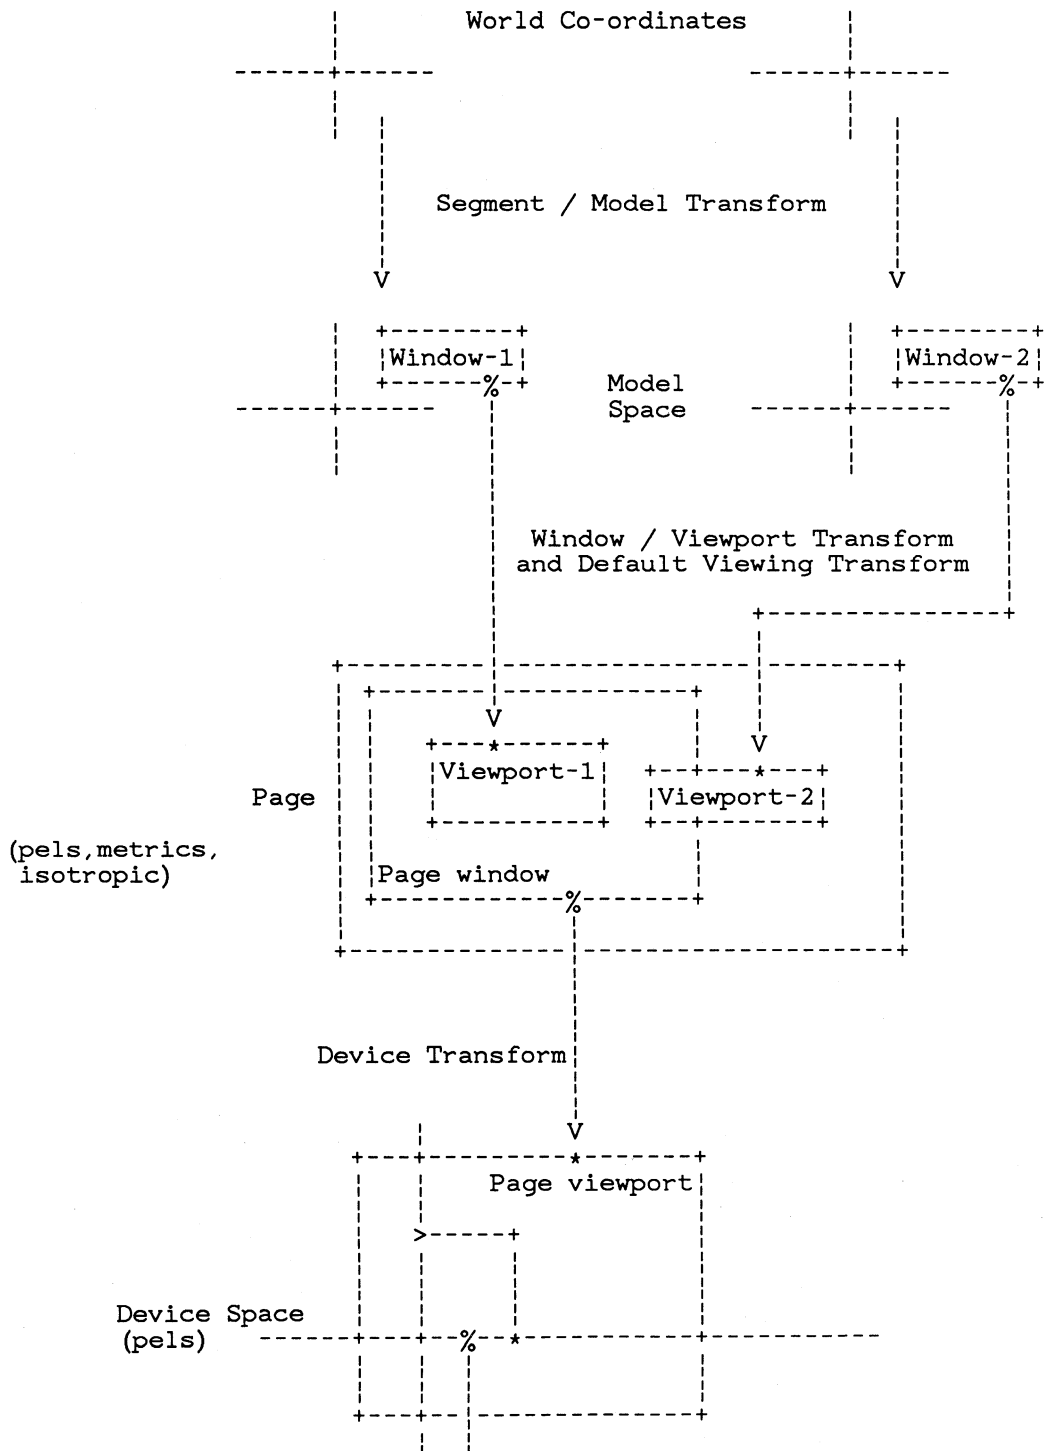 World Co-ordinates
Segment / Model Transform
Window-1
Window-2
Model
Space
Window / Viewport Transform
and Default Viewing Transform
Viewport-1
Viewport-2
Page
(pels,metrics,
isotropic)
Page window
Device Transform
Page viewport
Device Space
(pels)